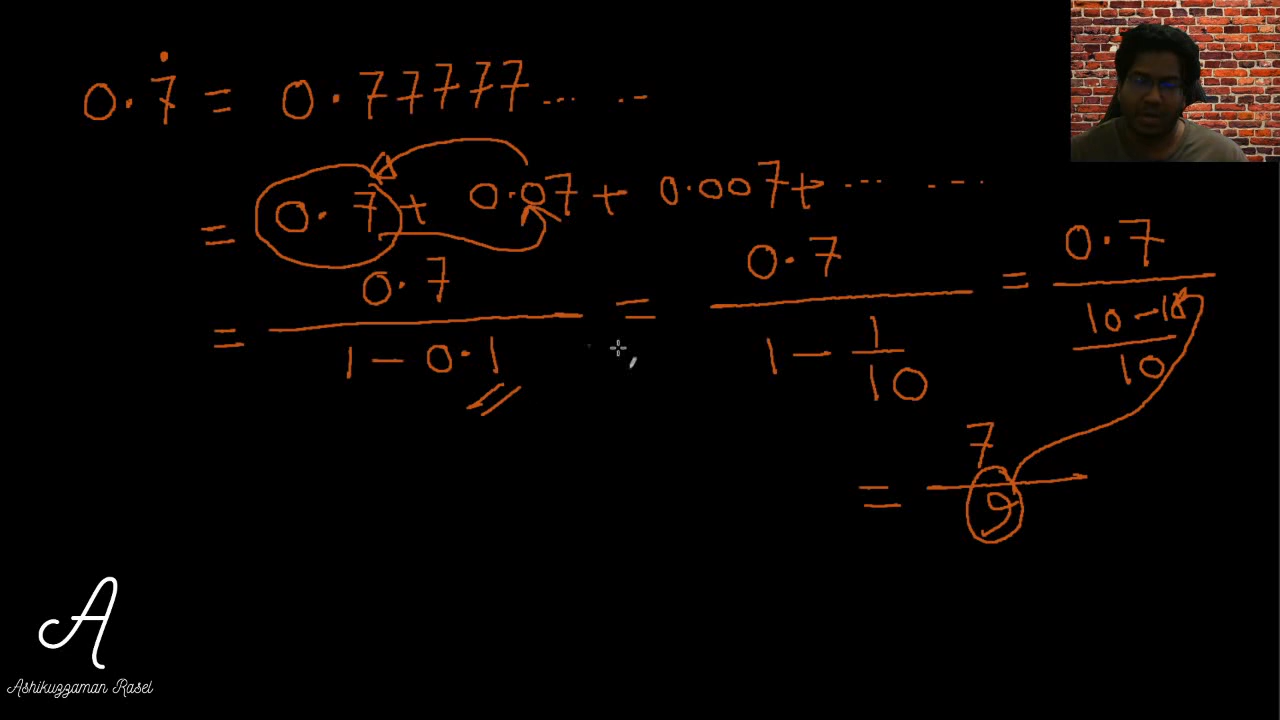 0.7̇ = 0.77777... ..
= 0.7 + 0.07 + 0.007 + ... ...
= 0.7 / (1 - 0.1) = 0.7 / (1 - 1/10) = 0.7 / ((10 - 1)/10)
= 7/9
A
Ashikuzzaman Rasel